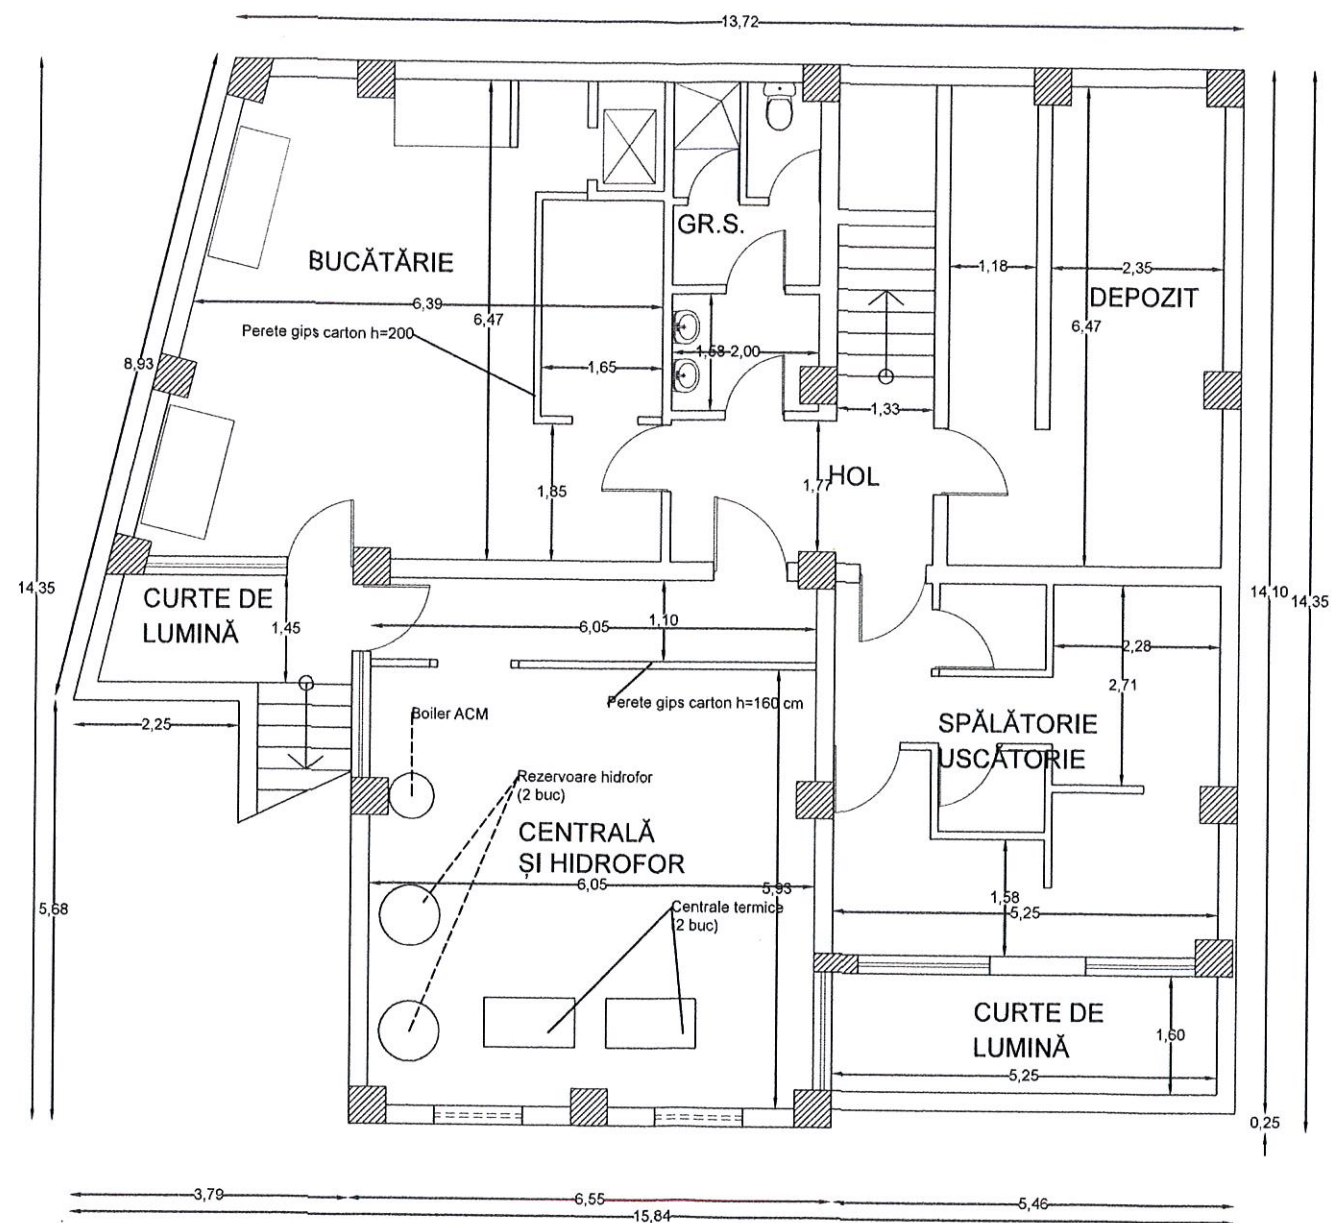 13,72
GR.S.
BUCĂTĂRIE
1,18
2,35
DEPOZIT
6,39
6,47
6,47
Perete gips carton h=200
1,58
2,00
8,93
1,65
1,33
HOL
1,77
1,85
14,35
CURTE DE
LUMINĂ
1,45
6,05
1,10
14,10
14,35
2,28
2,71
Perete gips carton h=160 cm
Boiler ACM
2,25
SPĂLĂTORIE
USCĂTORIE
Rezervoare hidrofor
(2 buc)
CENTRALĂ
ȘI HIDROFOR
6,05
5,93
1,58
5,25
5,68
Centrale termice
(2 buc)
CURTE DE
LUMINĂ
1,60
5,25
0,25
3,79
6,55
5,46
15,84